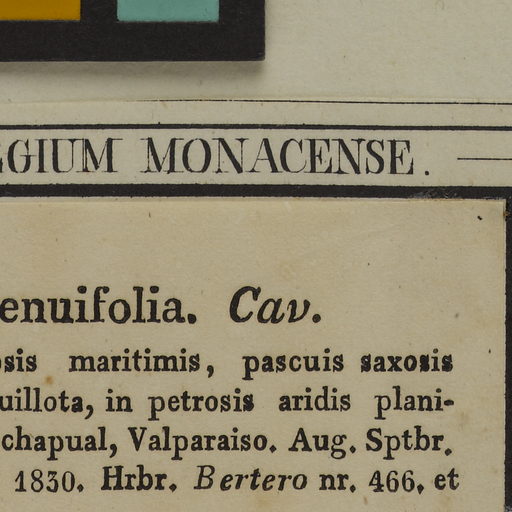 GIUM MONACENSE.
enuifolia. Cav.
osis maritimis, pascuis saxosis
uillota, in petrosis aridis plani-
chapual, Valparaiso. Aug. Sptbr.
1830. Hrbr. Bertero nr. 466. et